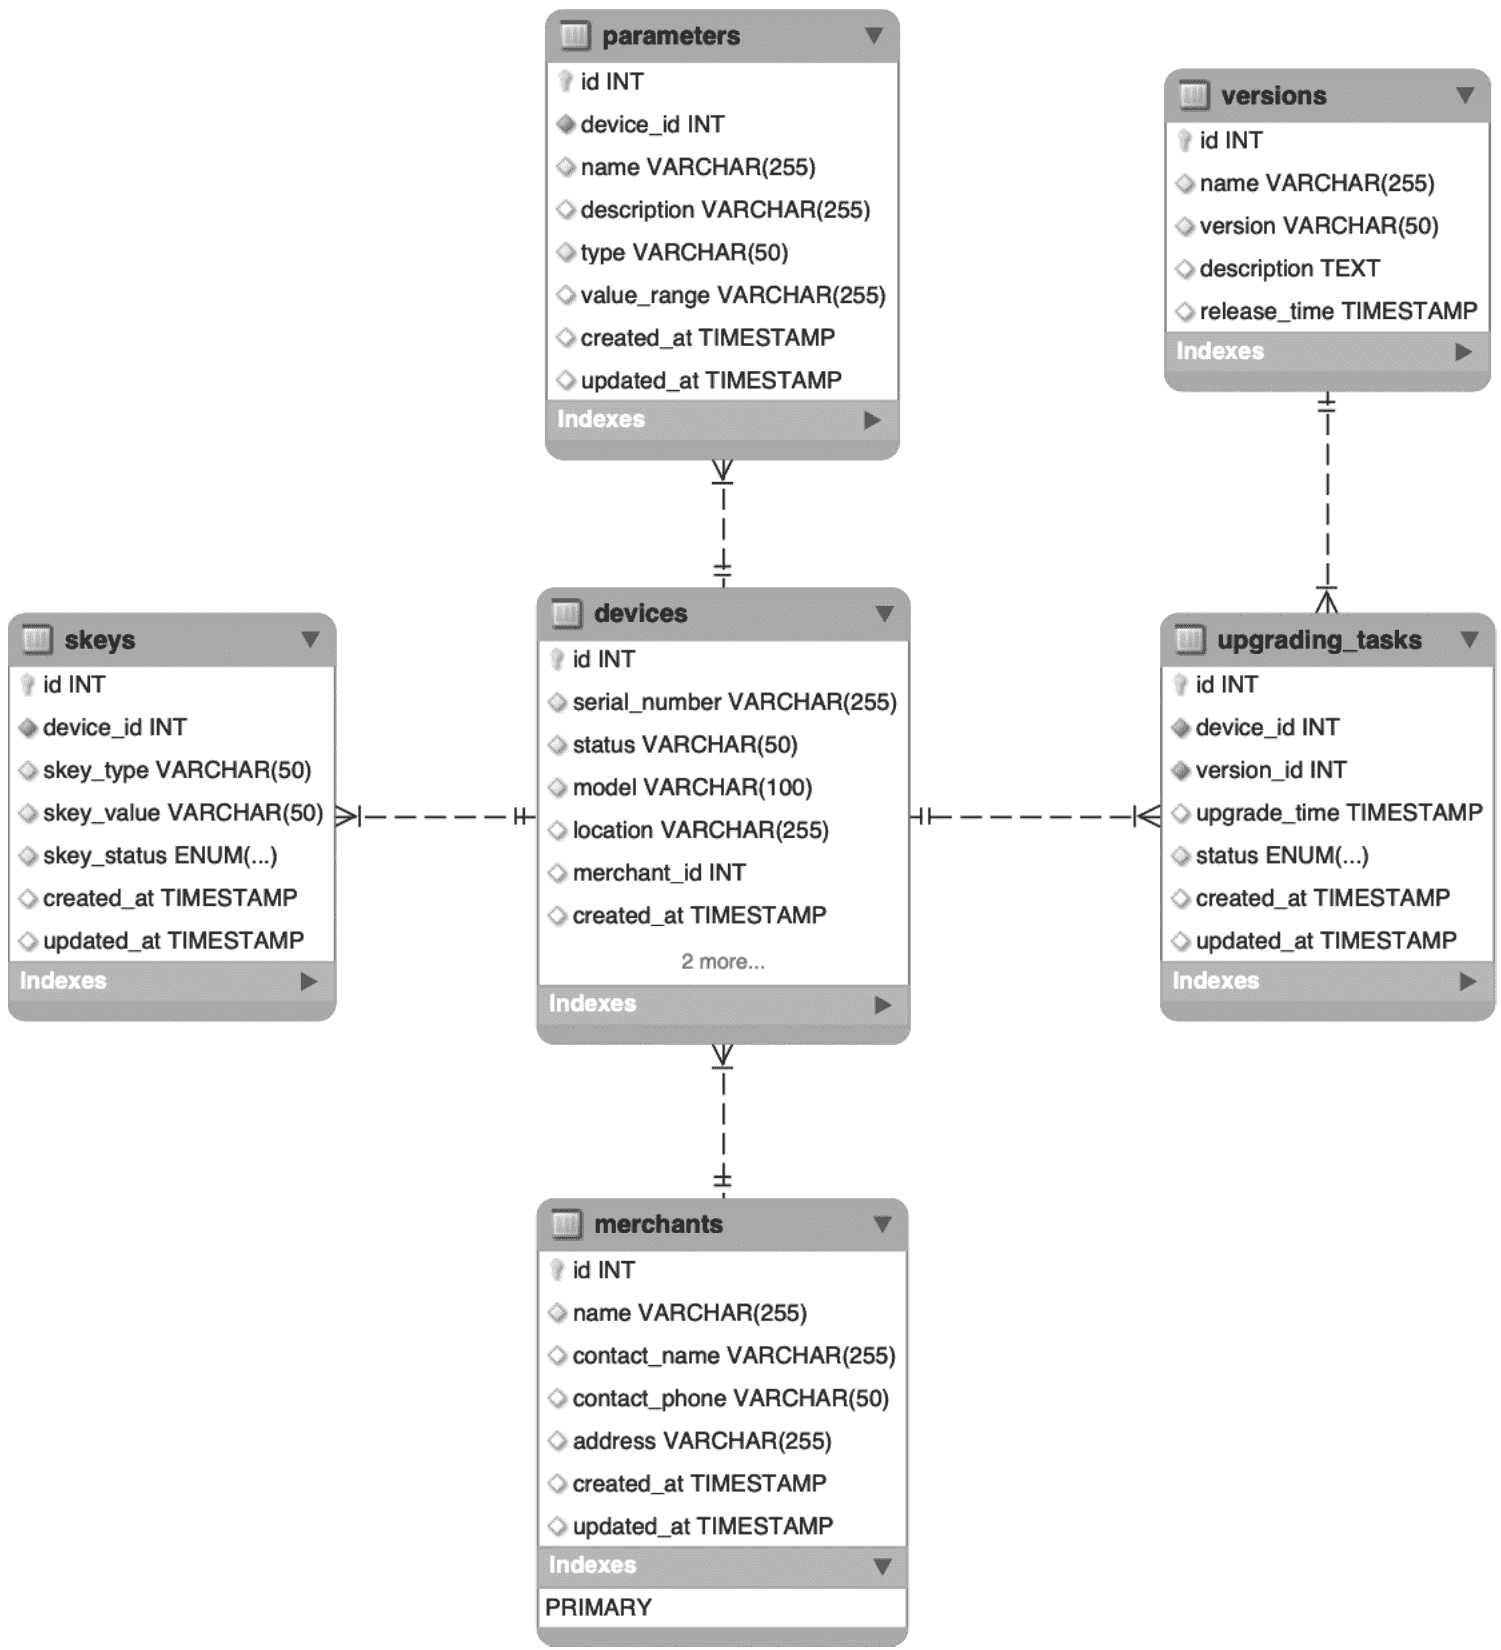 parameters
id INT
device_id INT
name VARCHAR(255)
description VARCHAR(255)
type VARCHAR(50)
value_range VARCHAR(255)
created_at TIMESTAMP
updated_at TIMESTAMP
Indexes
versions
id INT
name VARCHAR(255)
version VARCHAR(50)
description TEXT
release_time TIMESTAMP
Indexes
skeys
id INT
device_id INT
skey_type VARCHAR(50)
skey_value VARCHAR(50)
skey_status ENUM(...)
created_at TIMESTAMP
updated_at TIMESTAMP
Indexes
devices
id INT
serial_number VARCHAR(255)
status VARCHAR(50)
model VARCHAR(100)
location VARCHAR(255)
merchant_id INT
created_at TIMESTAMP
2 more...
Indexes
upgrading_tasks
id INT
device_id INT
version_id INT
upgrade_time TIMESTAMP
status ENUM(...)
created_at TIMESTAMP
updated_at TIMESTAMP
Indexes
merchants
id INT
name VARCHAR(255)
contact_name VARCHAR(255)
contact_phone VARCHAR(50)
address VARCHAR(255)
created_at TIMESTAMP
updated_at TIMESTAMP
Indexes
PRIMARY